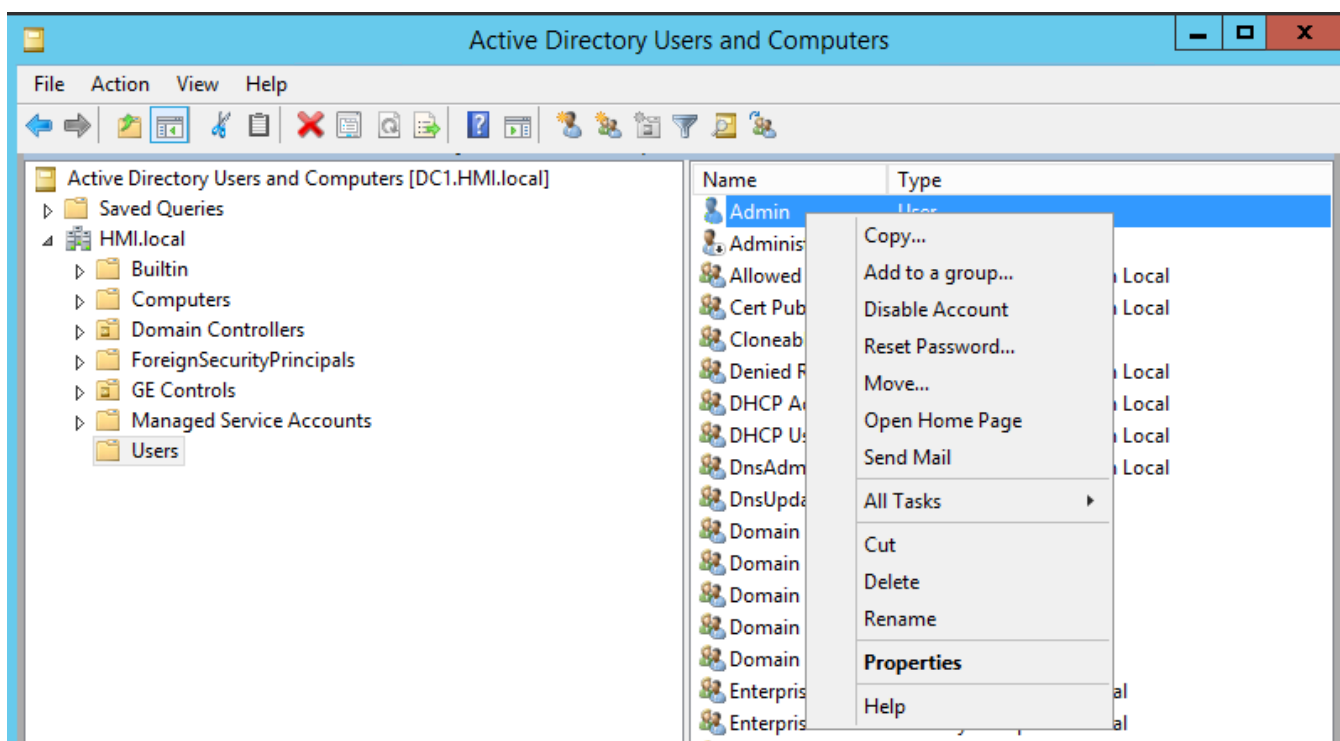 Active Directory Users and Computers
File Action View Help
Active Directory Users and Computers [DC1.HMI.local]
Saved Queries
HMI.local
Builtin
Computers
Domain Controllers
ForeignSecurityPrincipals
GE Controls
Managed Service Accounts
Users
Name Type
Admin User
Adminis
Allowed Local
Cert Pub Local
Cloneab
Denied R Local
DHCP A Local
DHCP U Local
DnsAdm Local
DnsUpda
Domain
Domain
Domain
Domain
Domain
Enterpris al
Enterpris al
Copy...
Add to a group...
Disable Account
Reset Password...
Move...
Open Home Page
Send Mail
All Tasks
Cut
Delete
Rename
Properties
Help